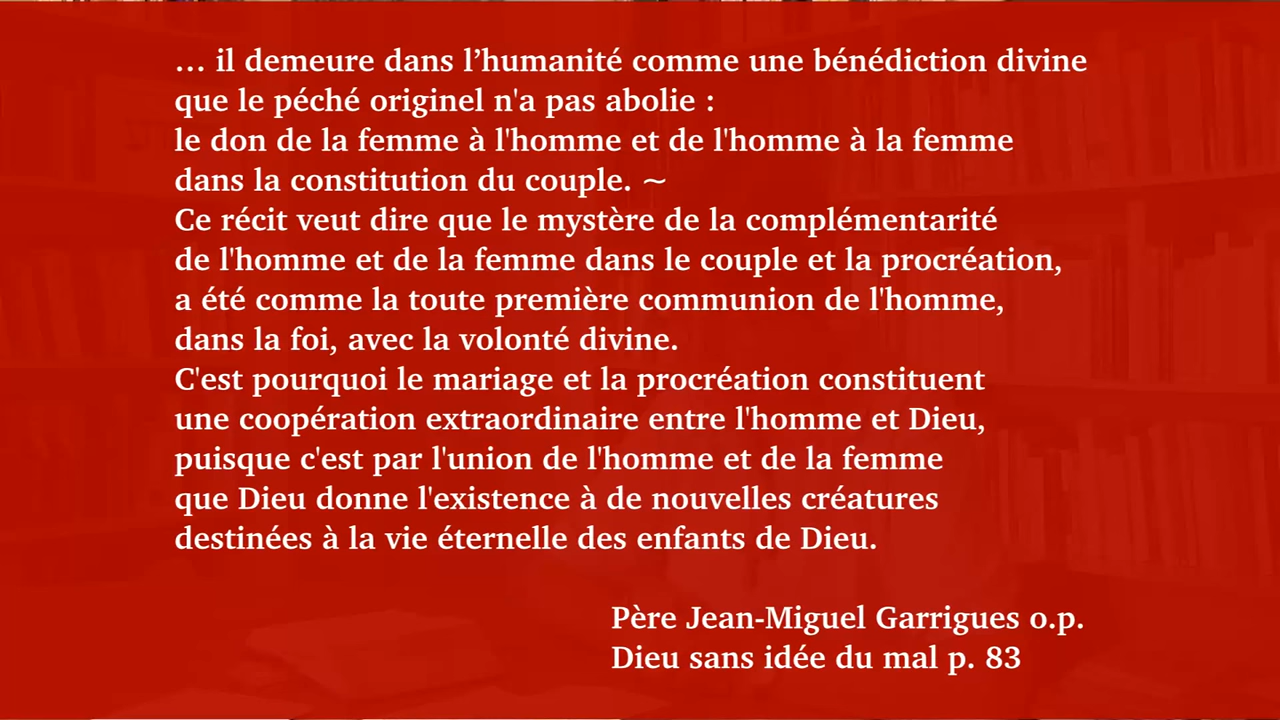 … il demeure dans l’humanité comme une bénédiction divine
que le péché originel n'a pas abolie :
le don de la femme à l'homme et de l'homme à la femme
dans la constitution du couple. ~
Ce récit veut dire que le mystère de la complémentarité
de l'homme et de la femme dans le couple et la procréation,
a été comme la toute première communion de l'homme,
dans la foi, avec la volonté divine.
C'est pourquoi le mariage et la procréation constituent
une coopération extraordinaire entre l'homme et Dieu,
puisque c'est par l'union de l'homme et de la femme
que Dieu donne l'existence à de nouvelles créatures
destinées à la vie éternelle des enfants de Dieu.
Père Jean-Miguel Garrigues o.p.
Dieu sans idée du mal p. 83